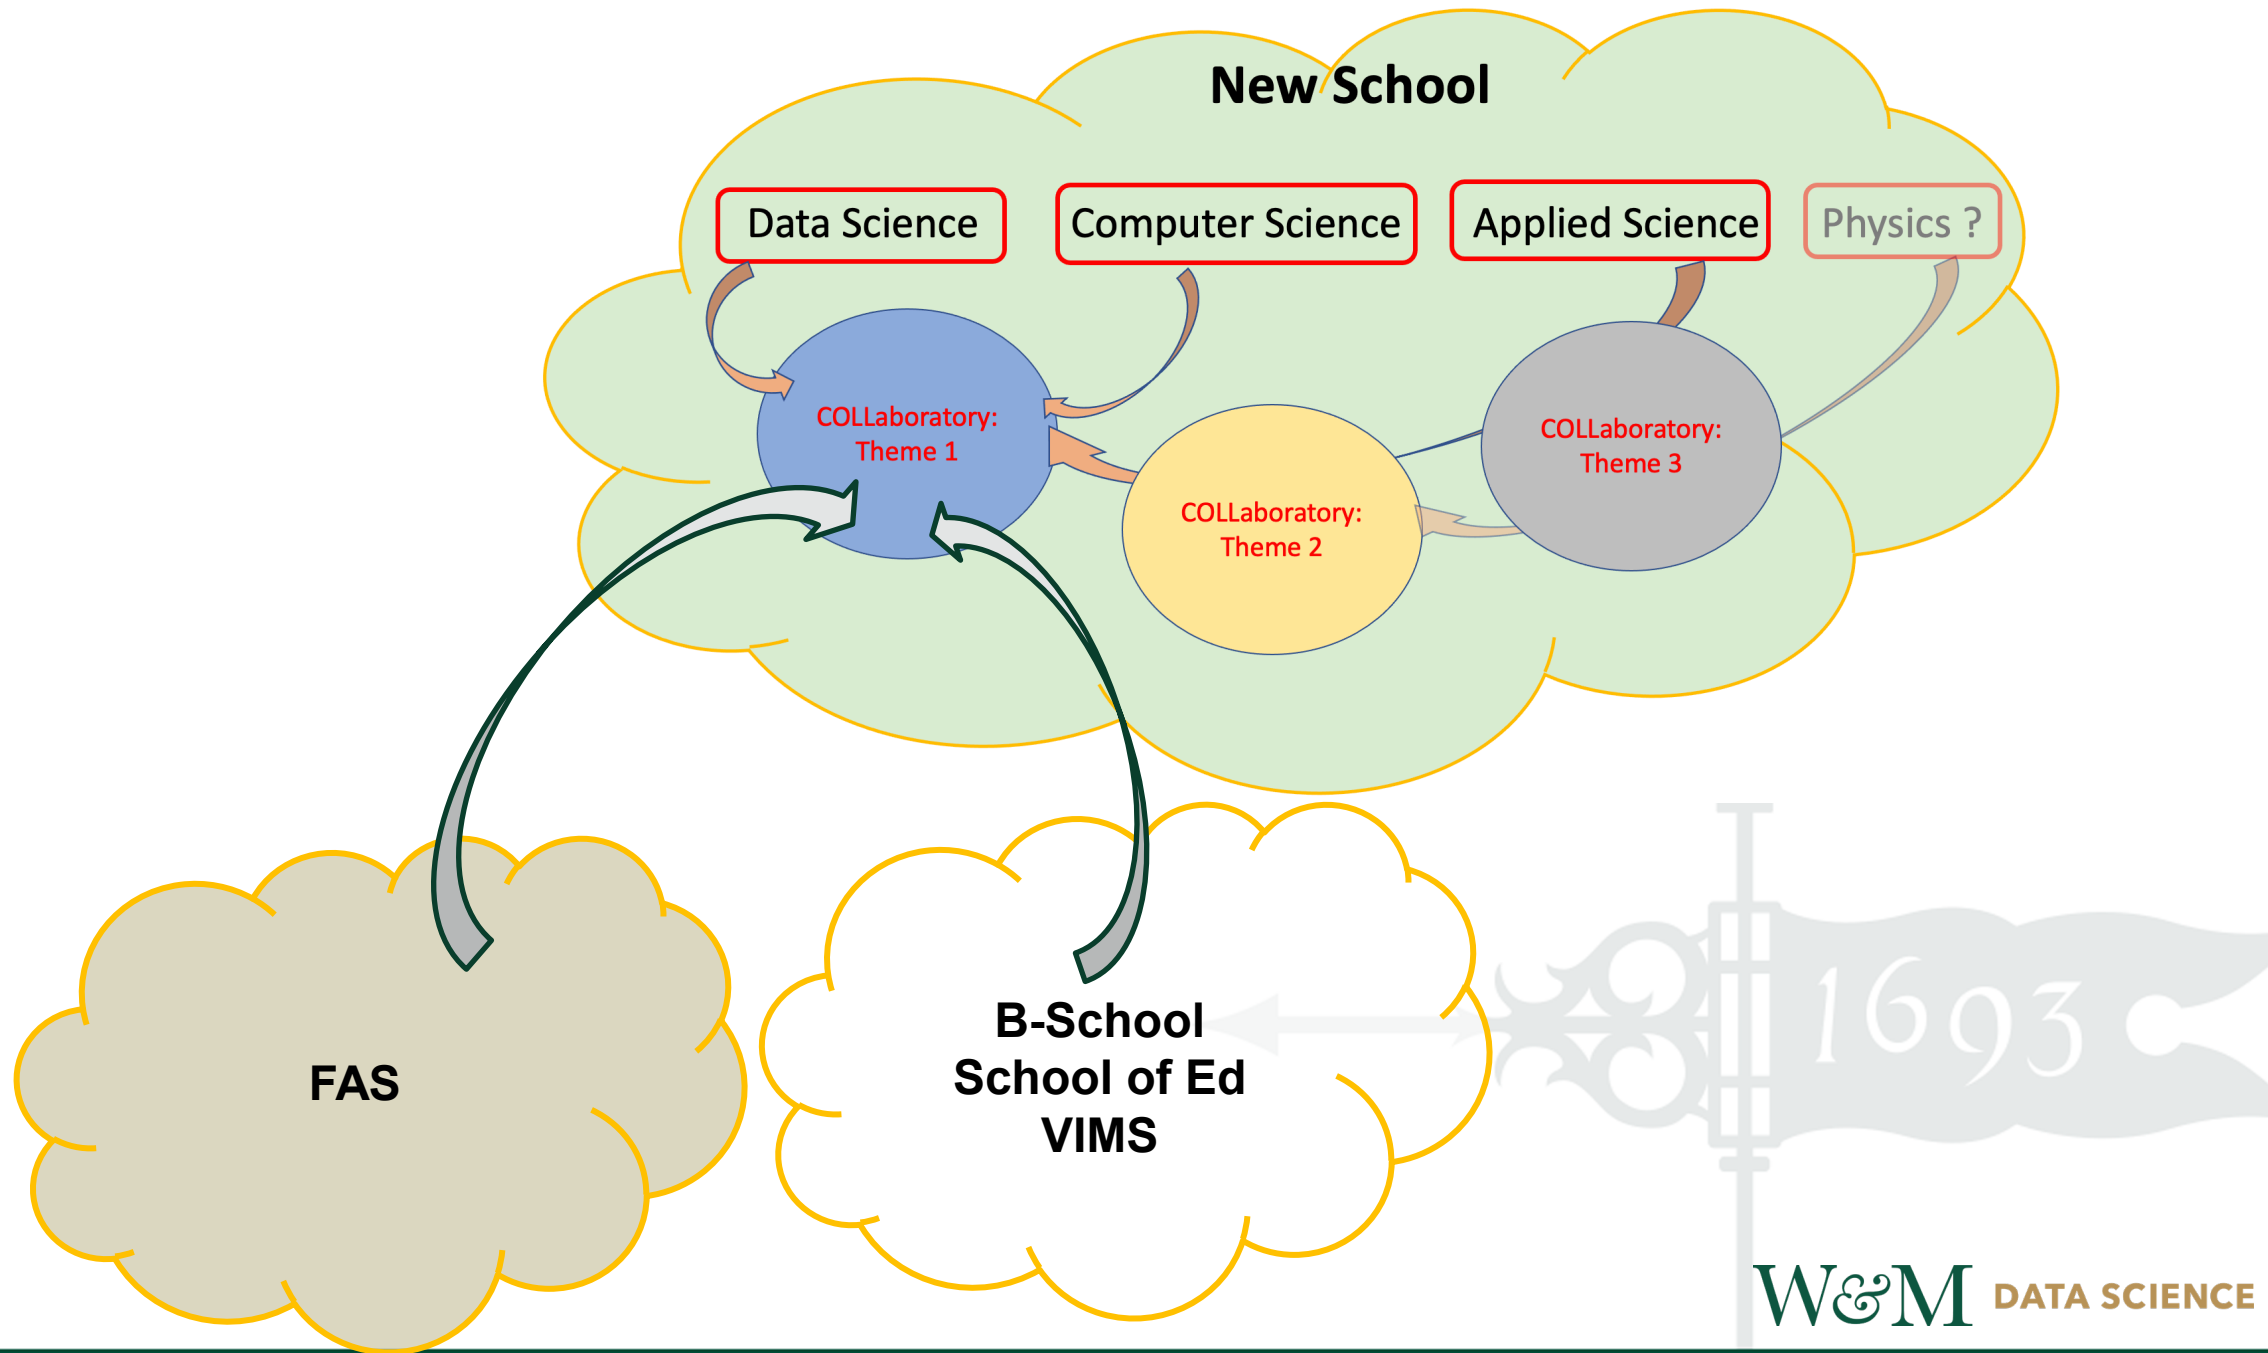 New School
Data Science
Computer Science
Applied Science
Physics ?
COLLaboratory:
Theme 1
COLLaboratory:
Theme 2
COLLaboratory:
Theme 3
FAS
B-School
School of Ed
VIMS
1693
W&M DATA SCIENCE